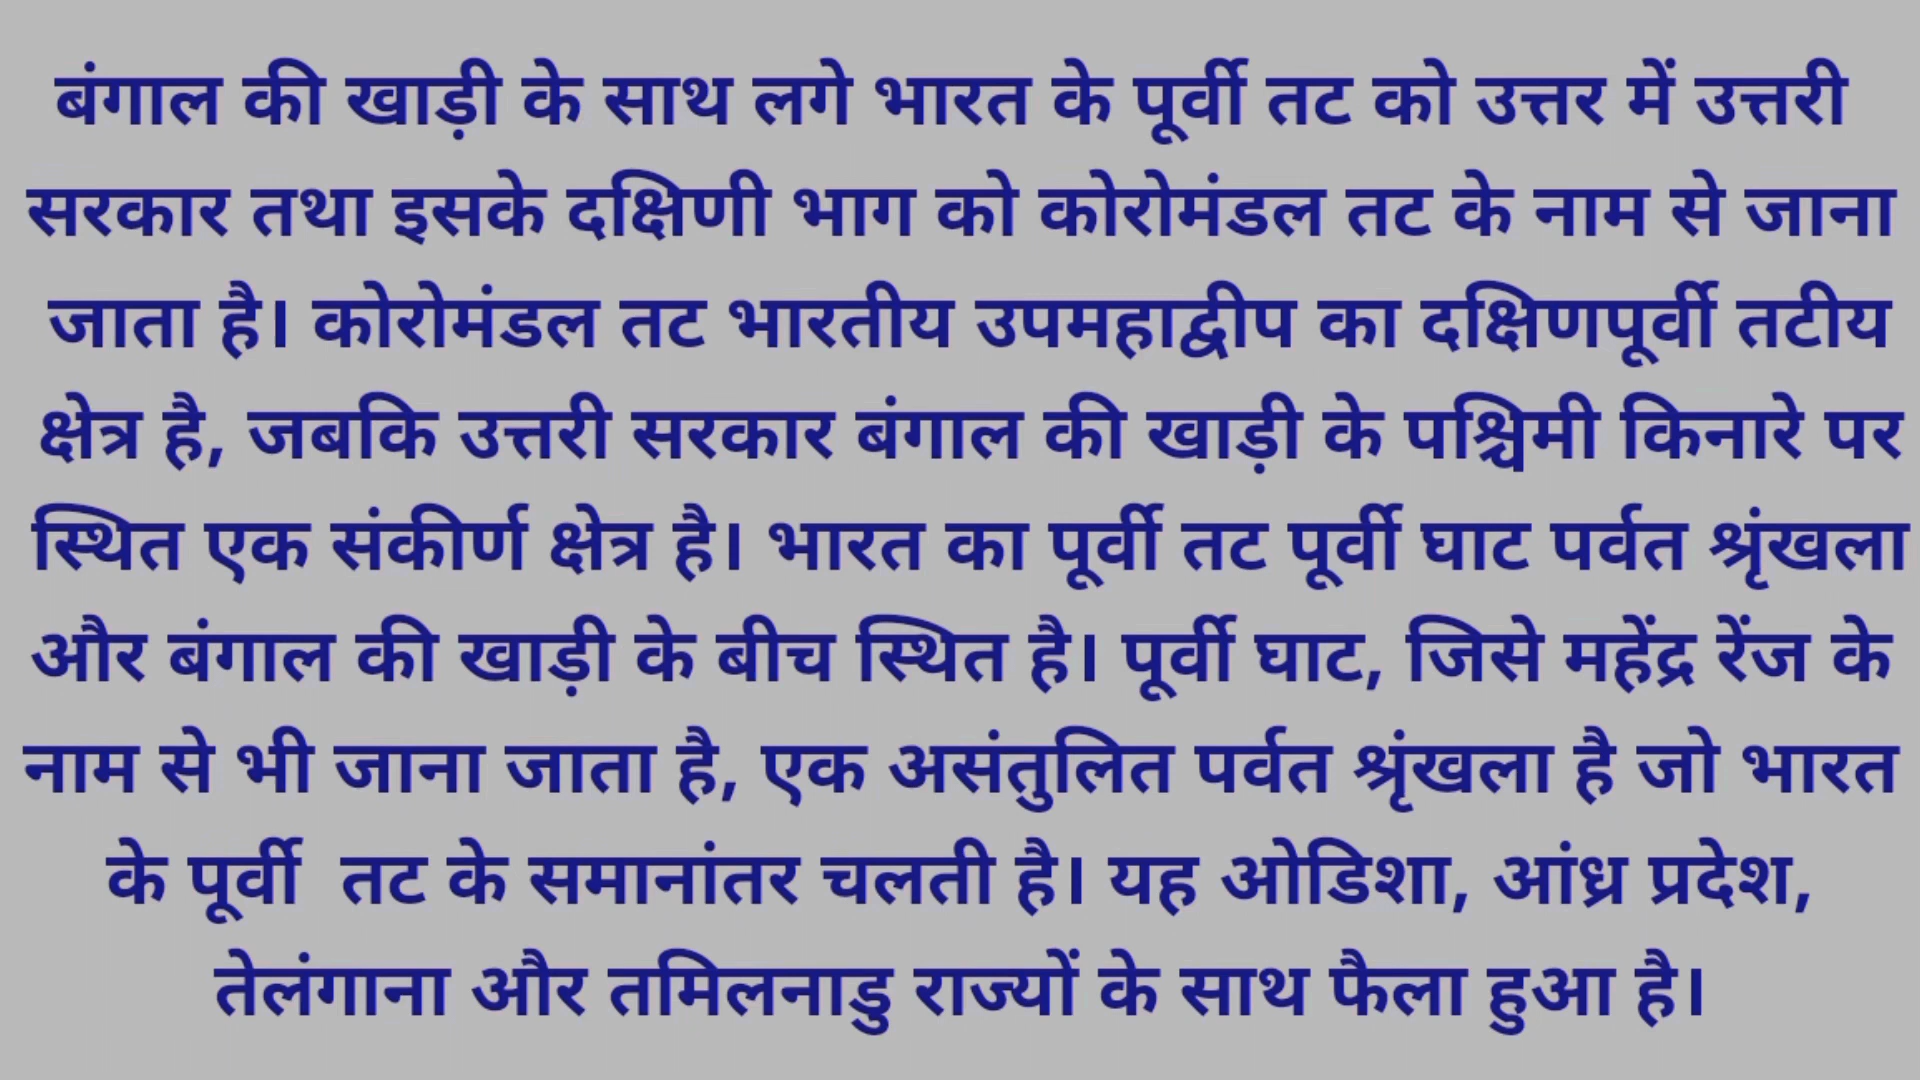 बंगाल की खाड़ी के साथ लगे भारत के पूर्वी तट को उत्तर में उत्तरी
सरकार तथा इसके दक्षिणी भाग को कोरोमंडल तट के नाम से जाना
जाता है। कोरोमंडल तट भारतीय उपमहाद्वीप का दक्षिणपूर्वी तटीय
क्षेत्र है, जबकि उत्तरी सरकार बंगाल की खाड़ी के पश्चिमी किनारे पर
स्थित एक संकीर्ण क्षेत्र है। भारत का पूर्वी तट पूर्वी घाट पर्वत श्रृंखला
और बंगाल की खाड़ी के बीच स्थित है। पूर्वी घाट, जिसे महेंद्र रेंज के
नाम से भी जाना जाता है, एक असंतुलित पर्वत श्रृंखला है जो भारत
के पूर्वी तट के समानांतर चलती है। यह ओडिशा, आंध्र प्रदेश,
तेलंगाना और तमिलनाडु राज्यों के साथ फैला हुआ है।